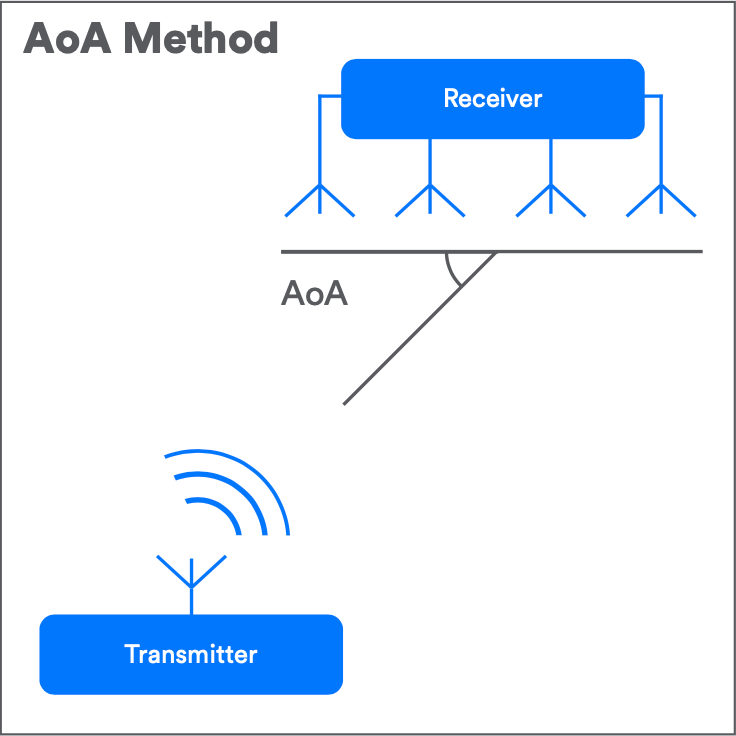 AoA Method
Receiver
AoA
Transmitter